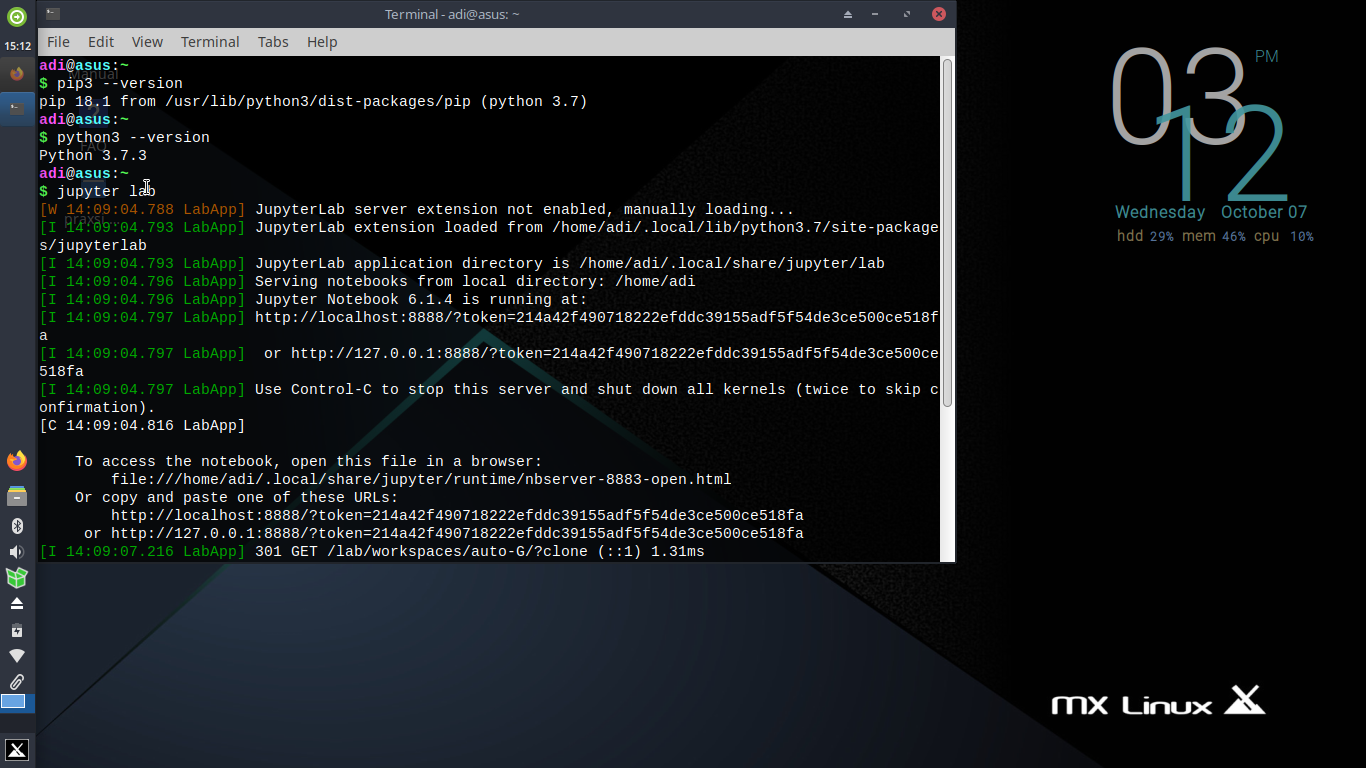 Terminal - adi@asus: ~
15:12
File Edit View Terminal Tabs Help
adi@asus:~
Manual
$ pip3 --version
pip 18.1 from /usr/lib/python3/dist-packages/pip (python 3.7)
adi@asus:~
$ python3 --version
FAQ
Python 3.7.3
adi@asus:~
$ jupyter lab
[W 14:09:04.788 LabApp] JupyterLab server extension not enabled, manually loading...
[I 14:09:04.793 LabApp] JupyterLab extension loaded from /home/adi/.local/lib/python3.7/site-package
s/jupyterlab
[I 14:09:04.793 LabApp] JupyterLab application directory is /home/adi/.local/share/jupyter/lab
[I 14:09:04.796 LabApp] Serving notebooks from local directory: /home/adi
[I 14:09:04.796 LabApp] Jupyter Notebook 6.1.4 is running at:
[I 14:09:04.797 LabApp] http://localhost:8888/?token=214a42f490718222efddc39155adf5f54de3ce500ce518f
a
[I 14:09:04.797 LabApp]  or http://127.0.0.1:8888/?token=214a42f490718222efddc39155adf5f54de3ce500ce
518fa
[I 14:09:04.797 LabApp] Use Control-C to stop this server and shut down all kernels (twice to skip c
onfirmation).
[C 14:09:04.816 LabApp]
To access the notebook, open this file in a browser:
file:///home/adi/.local/share/jupyter/runtime/nbserver-8883-open.html
Or copy and paste one of these URLs:
http://localhost:8888/?token=214a42f490718222efddc39155adf5f54de3ce500ce518fa
or http://127.0.0.1:8888/?token=214a42f490718222efddc39155adf5f54de3ce500ce518fa
[I 14:09:07.216 LabApp] 301 GET /lab/workspaces/auto-G/?clone (::1) 1.31ms
03 PM
12
Wednesday October 07
hdd 29% mem 46% cpu 10%
mx Linux